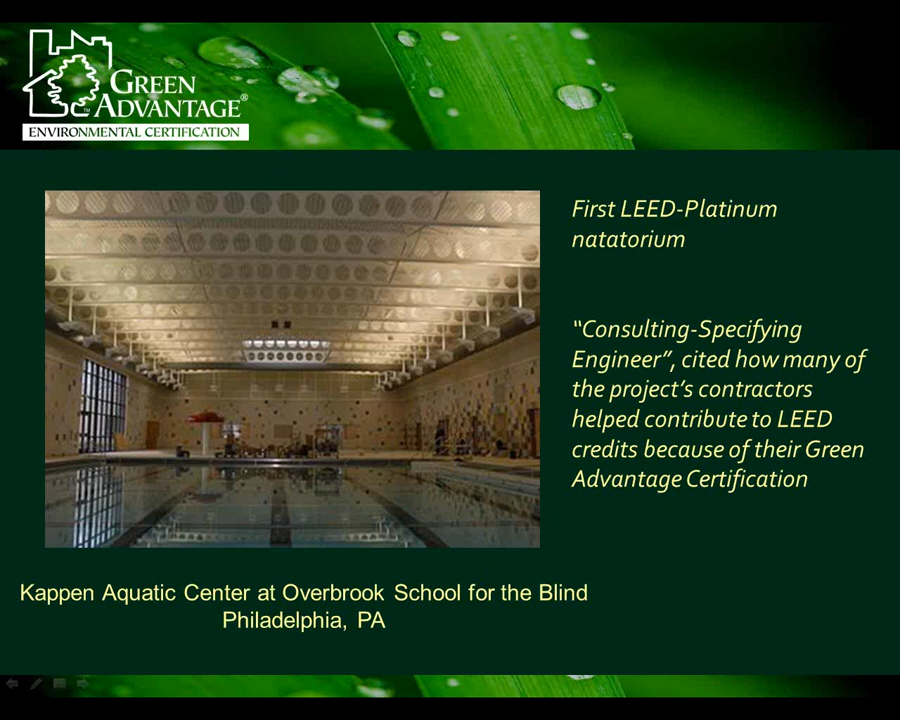 GREEN
ADVANTAGE®
ENVIRONMENTAL CERTIFICATION
First LEED-Platinum
natatorium
“Consulting-Specifying
Engineer”, cited how many of
the project’s contractors
helped contribute to LEED
credits because of their Green
Advantage Certification
Kappen Aquatic Center at Overbrook School for the Blind
Philadelphia, PA